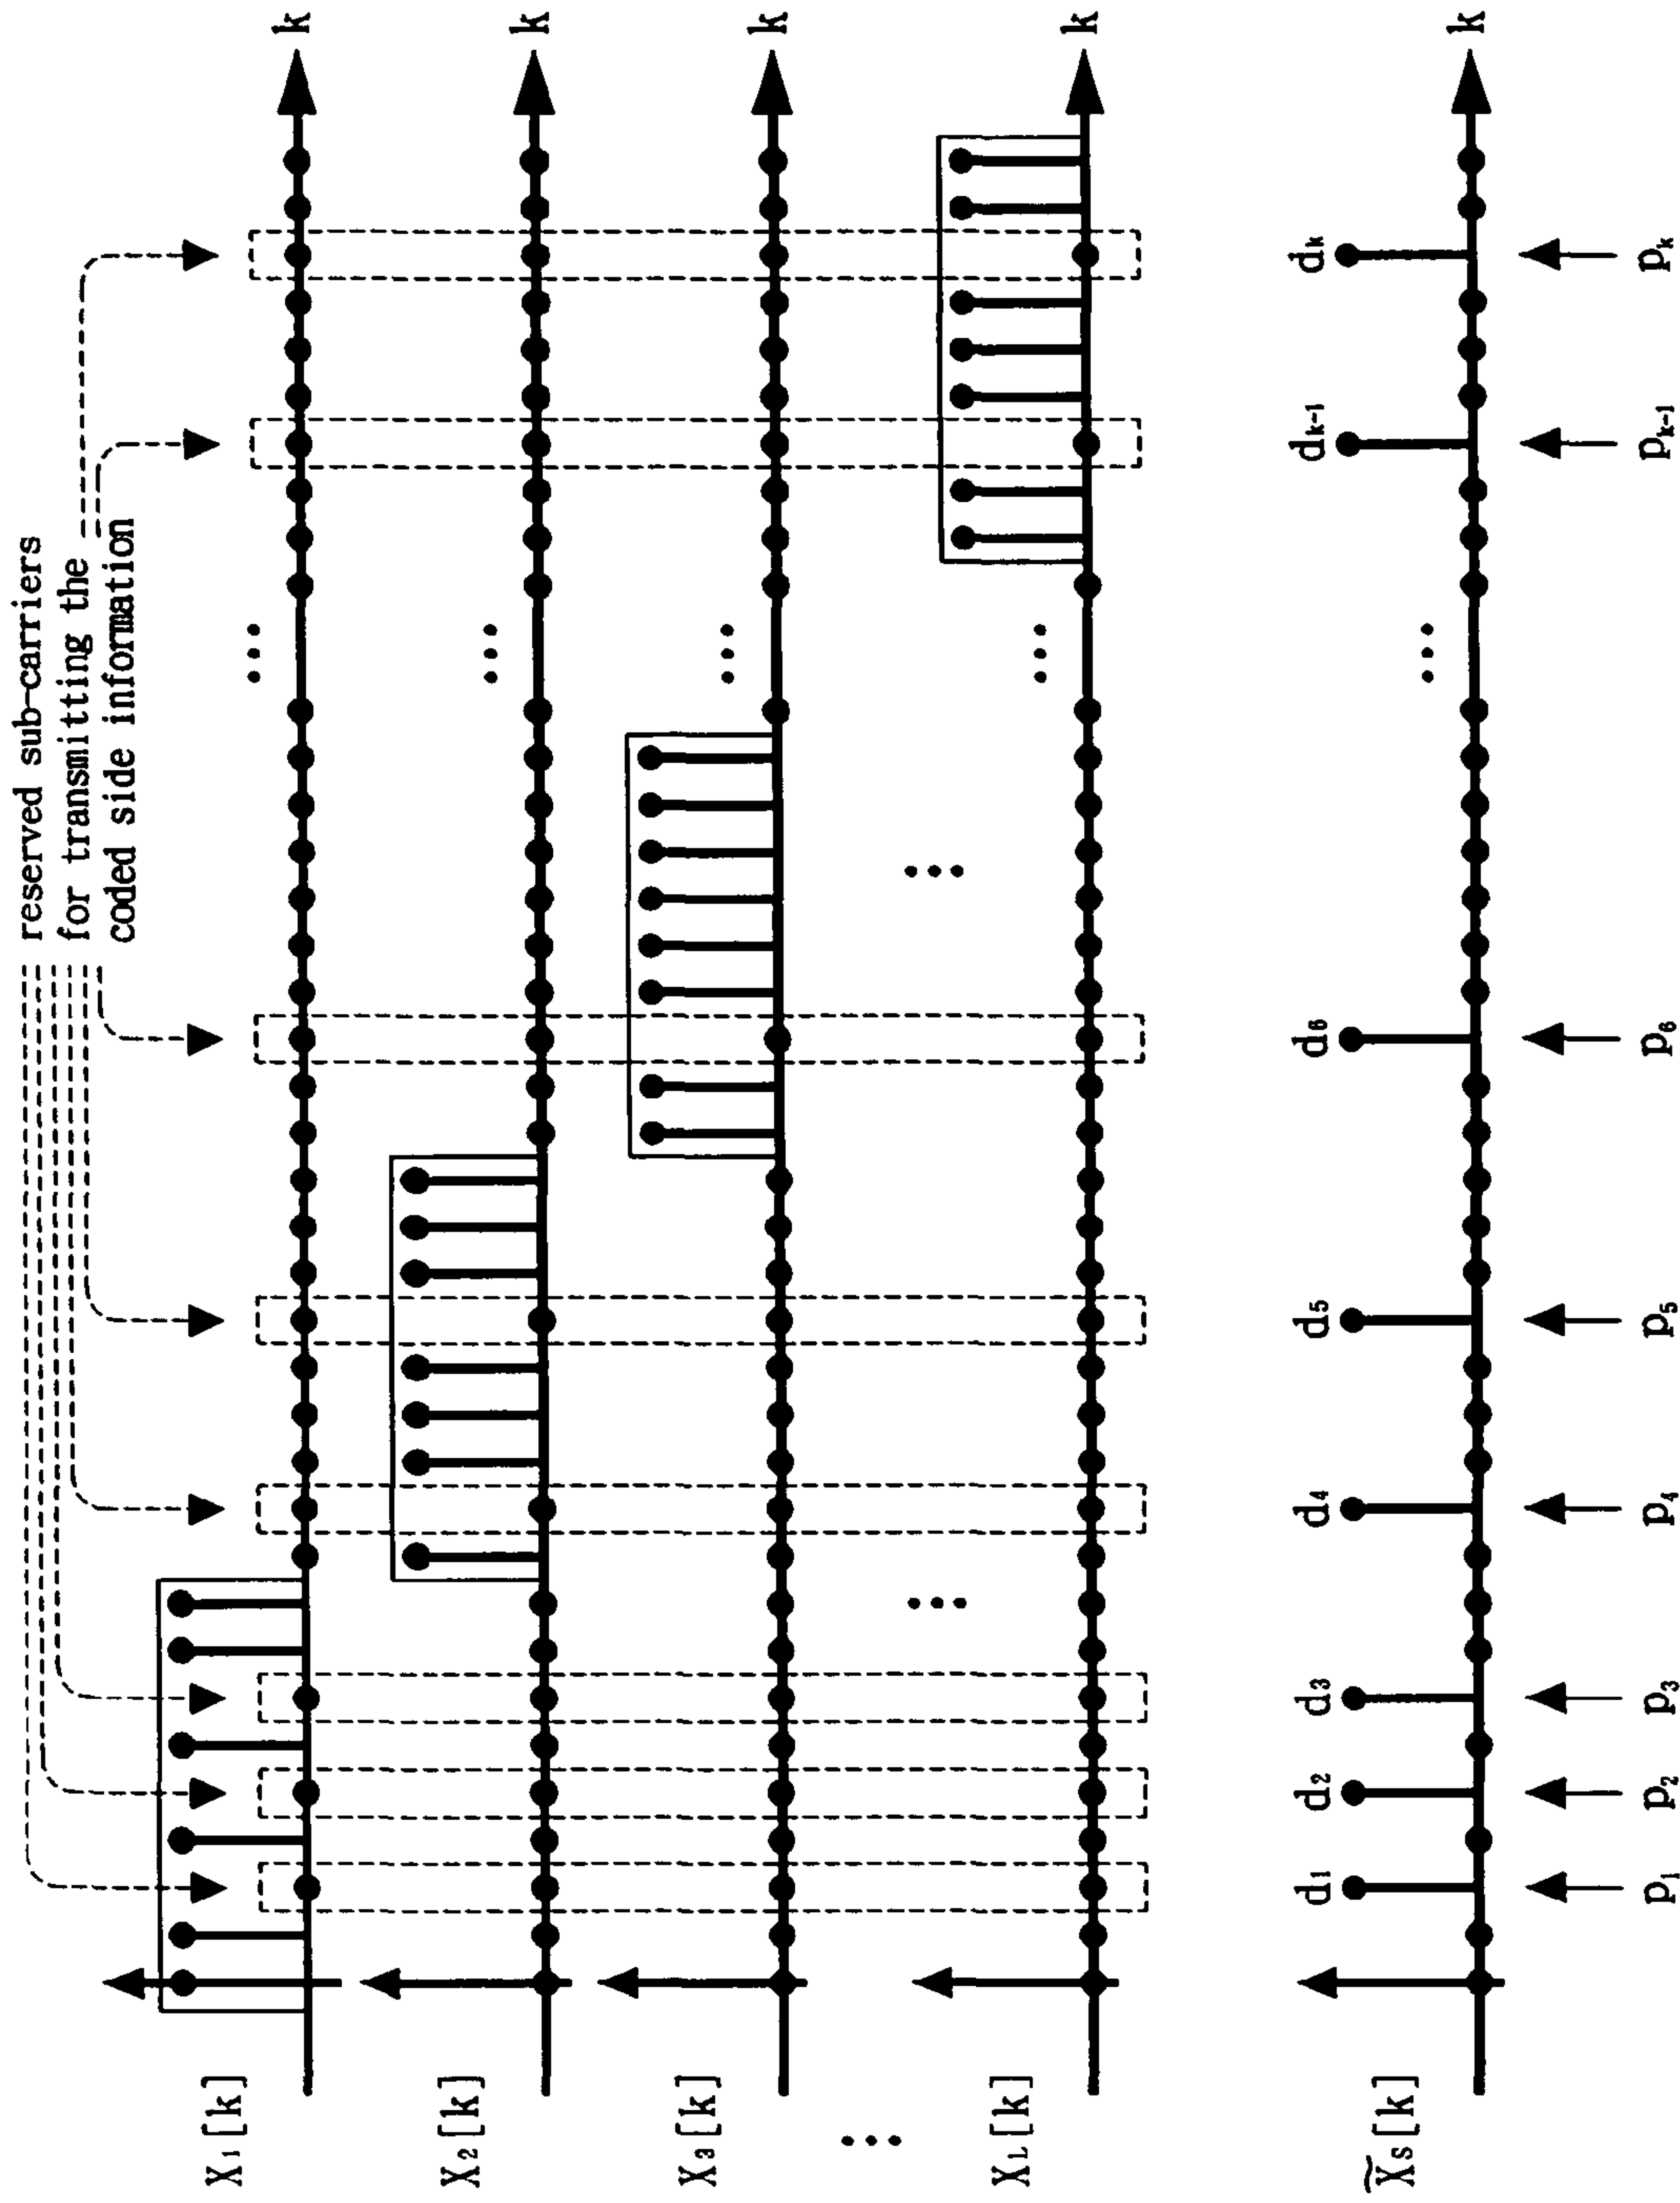 reserved sub-carriers
for transmitting the
coded side information
X₁[k]
k
X₂[k]
k
X₃[k]
k
⋮
...
X_L[k]
k
d₁ d₂ d₃ d₄ d₅ d₆ ... dₖ₋₁ dₖ
X̃ₛ[k]
k
p₁ p₂ p₃ p₄ p₅ p₆ pₖ₋₁ pₖ